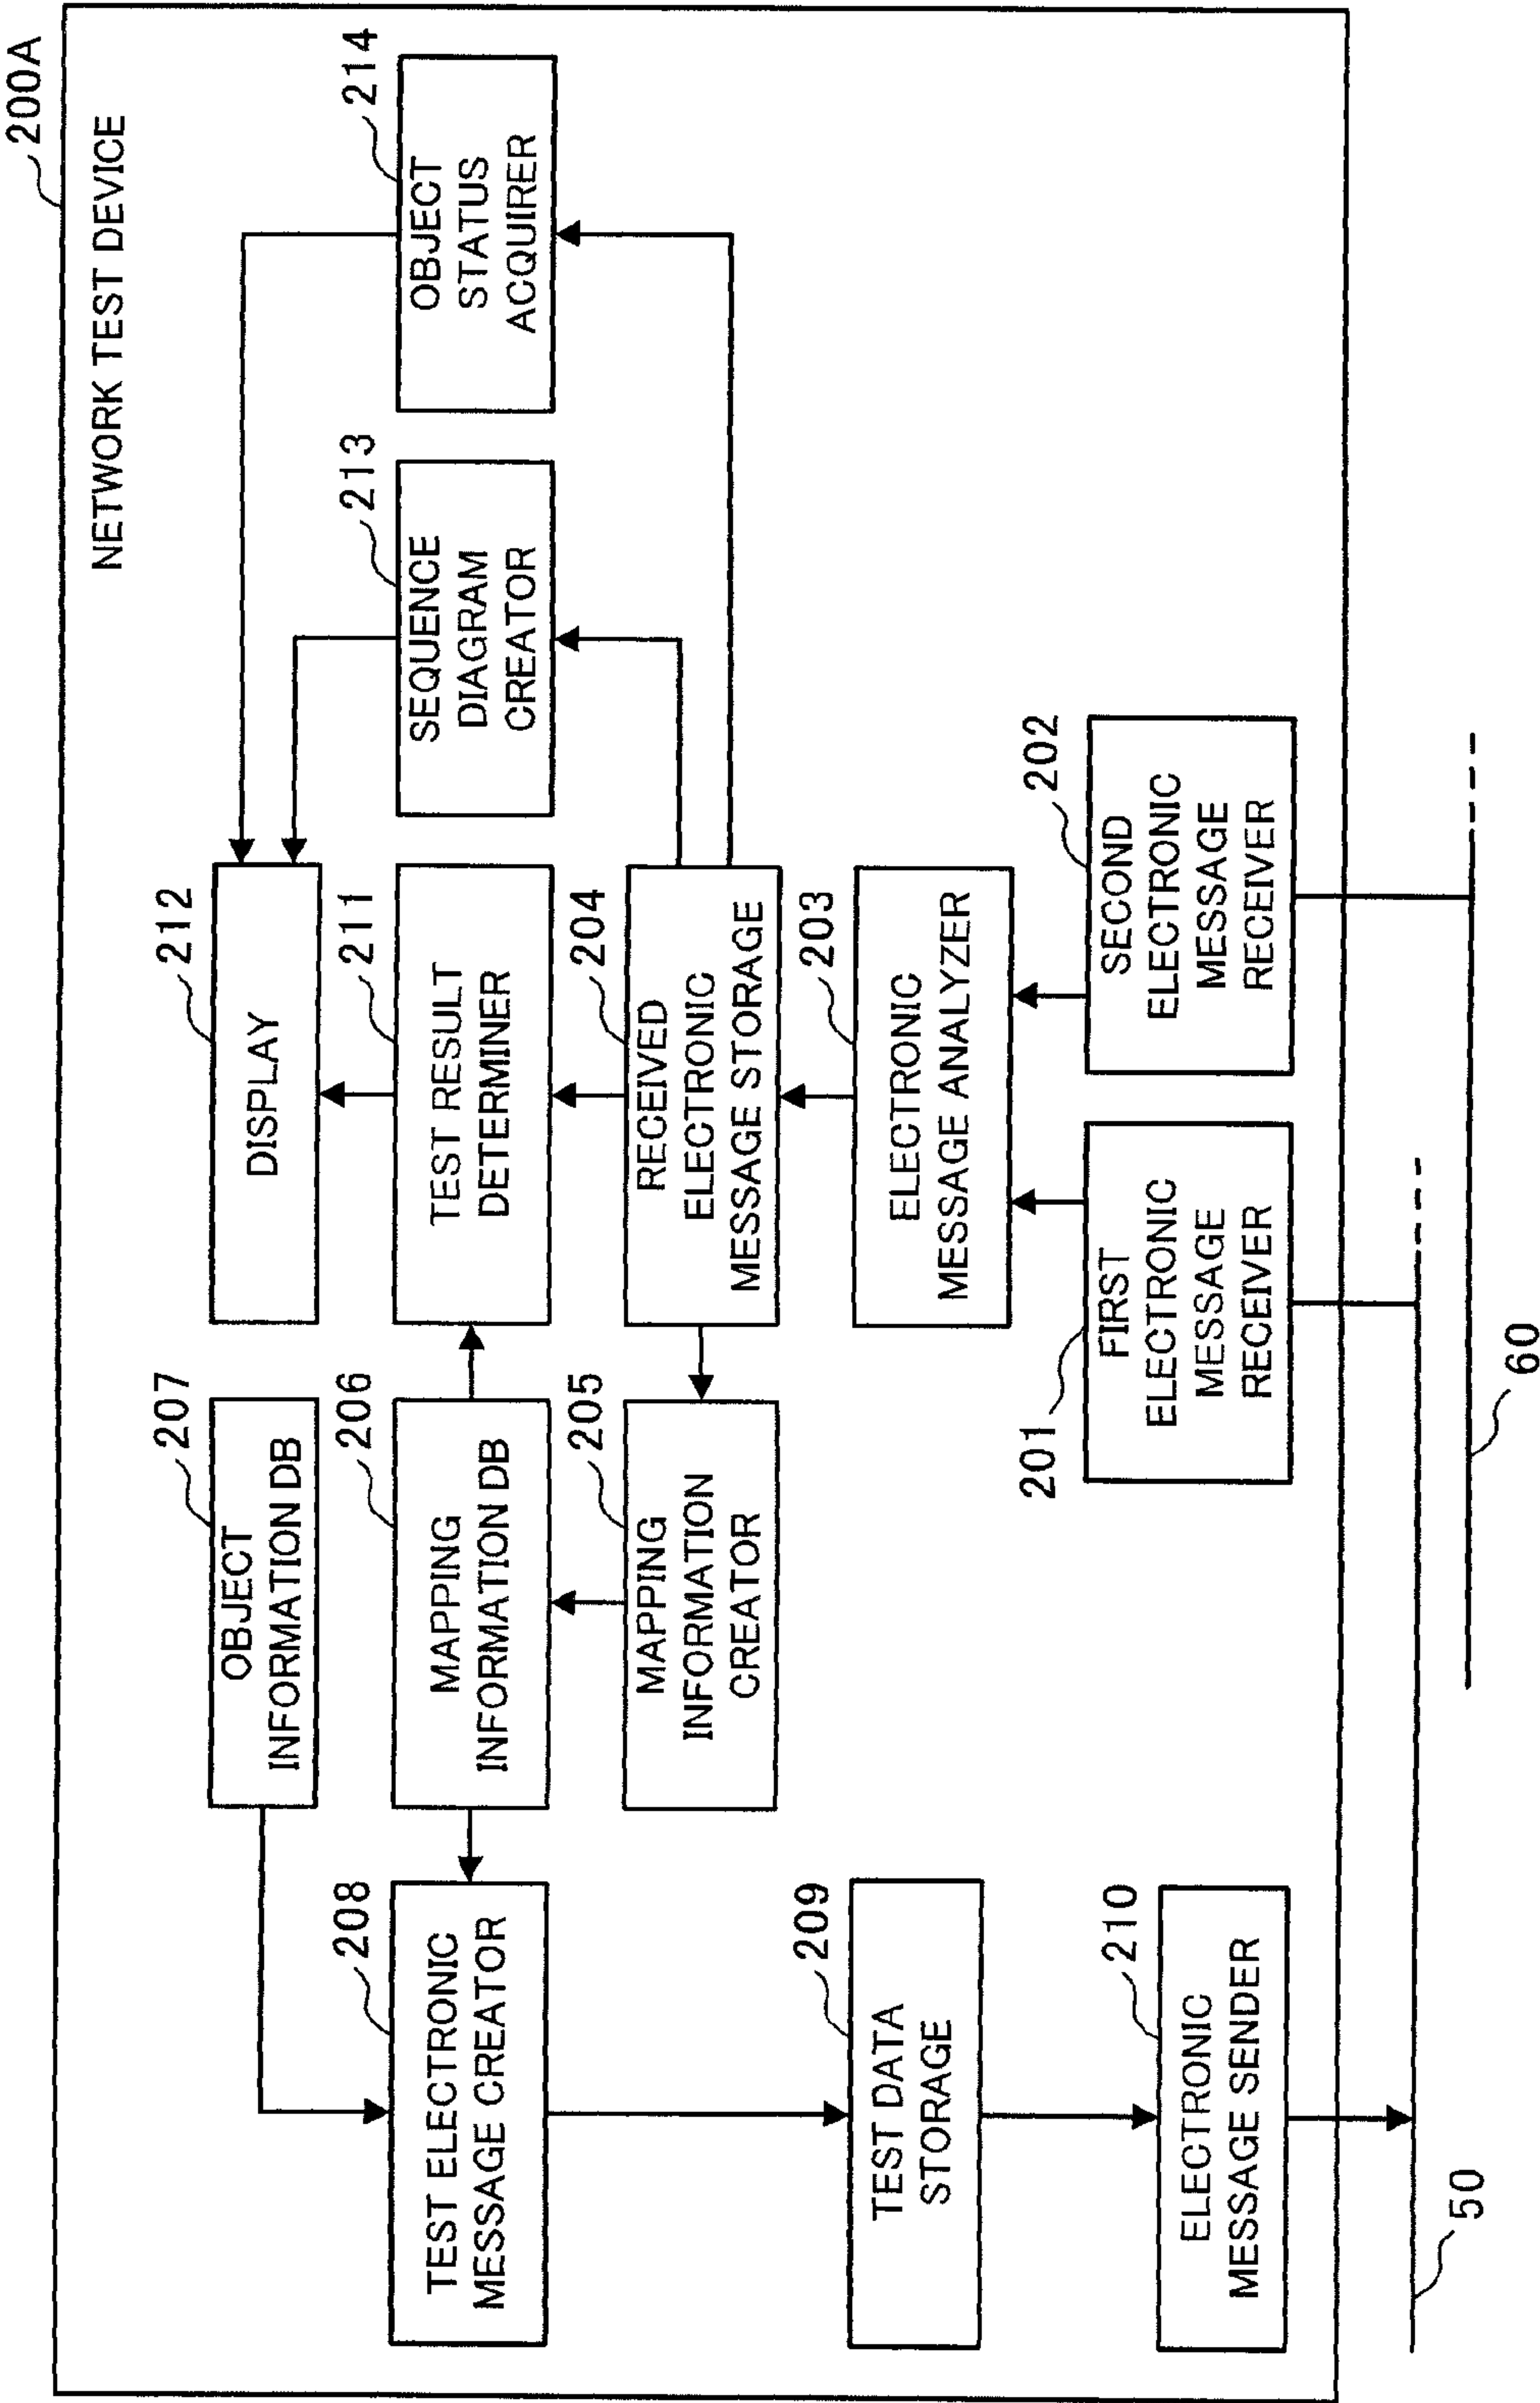 200A
NETWORK TEST DEVICE
207
OBJECT
INFORMATION DB
212
DISPLAY
208
TEST ELECTRONIC
MESSAGE CREATOR
206
MAPPING
INFORMATION DB
211
TEST RESULT
DETERMINER
213
SEQUENCE
DIAGRAM
CREATOR
214
OBJECT
STATUS
ACQUIRER
205
MAPPING
INFORMATION
CREATOR
204
RECEIVED
ELECTRONIC
MESSAGE STORAGE
209
TEST DATA
STORAGE
203
ELECTRONIC
MESSAGE ANALYZER
210
ELECTRONIC
MESSAGE SENDER
201
FIRST
ELECTRONIC
MESSAGE
RECEIVER
202
SECOND
ELECTRONIC
MESSAGE
RECEIVER
50
60